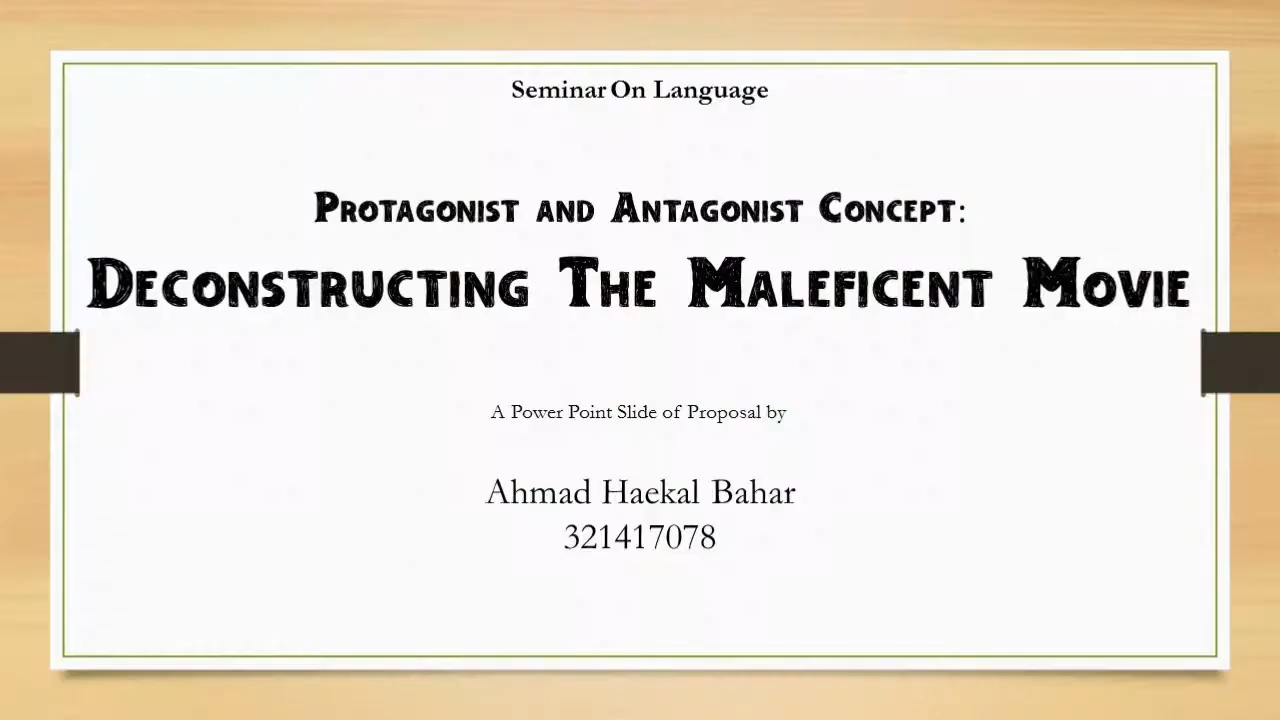 Seminar On Language
Protagonist and Antagonist Concept:
Deconstructing The Maleficent Movie
A Power Point Slide of Proposal by
Ahmad Haekal Bahar
321417078